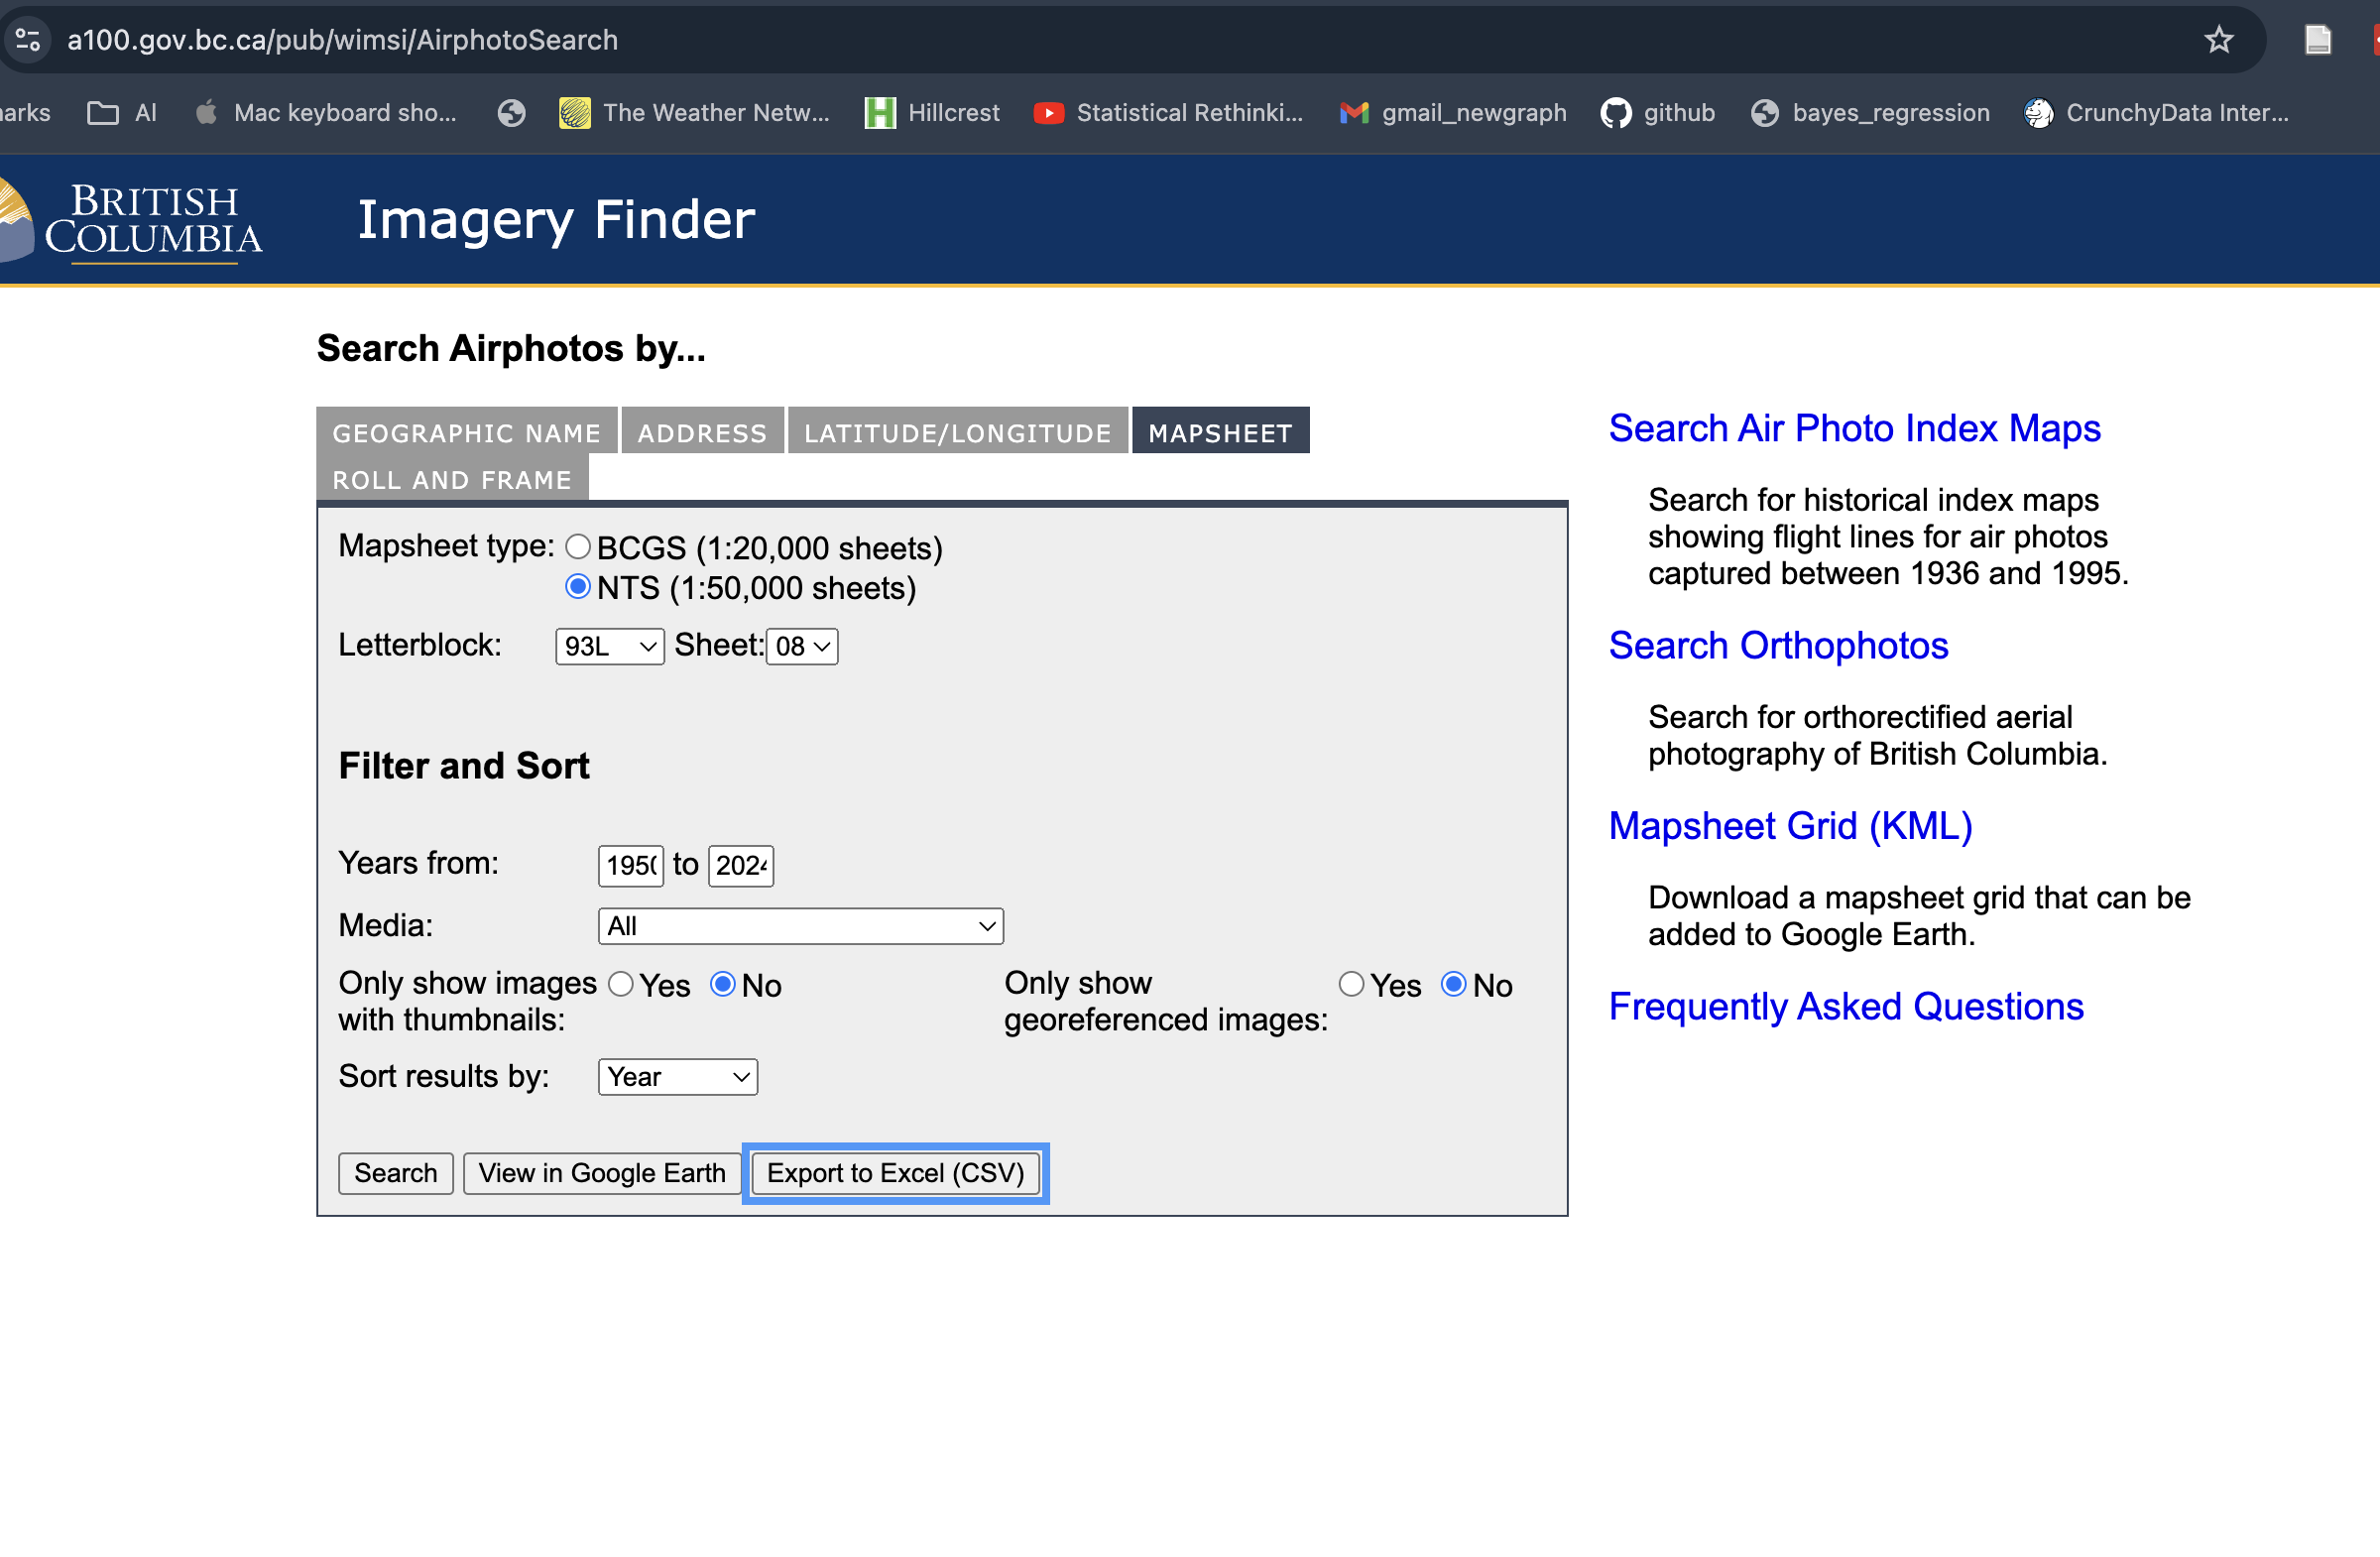 a100.gov.bc.ca/pub/wimsi/AirphotoSearch
arks AI Mac keyboard sho... The Weather Netw... Hillcrest Statistical Rethinki... gmail_newgraph github bayes_regression CrunchyData Inter...
BRITISH
COLUMBIA
Imagery Finder
Search Airphotos by...
GEOGRAPHIC NAME ADDRESS LATITUDE/LONGITUDE MAPSHEET
ROLL AND FRAME
Mapsheet type: BCGS (1:20,000 sheets)
NTS (1:50,000 sheets)
Letterblock: 93L Sheet: 08
Filter and Sort
Years from: 1950 to 2024
Media: All
Only show images
with thumbnails: Yes No
Only show
georeferenced images: Yes No
Sort results by: Year
Search View in Google Earth Export to Excel (CSV)
Search Air Photo Index Maps
Search for historical index maps
showing flight lines for air photos
captured between 1936 and 1995.
Search Orthophotos
Search for orthorectified aerial
photography of British Columbia.
Mapsheet Grid (KML)
Download a mapsheet grid that can be
added to Google Earth.
Frequently Asked Questions